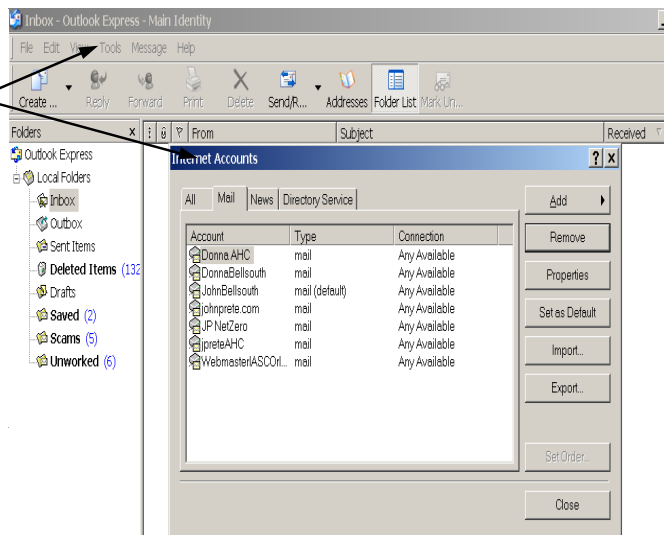 Inbox - Outlook Express - Main Identity
File Edit View Tools Message Help
Create ... Reply Forward Print Delete Send/R... Addresses Folder List Mark Un...
Folders x From Subject Received
Outlook Express
Local Folders
Inbox
Outbox
Sent Items
Deleted Items (132
Drafts
Saved (2)
Scams (5)
Unworked (6)
Internet Accounts ? x
All Mail News Directory Service
Account Type Connection
Donna AHC mail Any Available
DonnaBellsouth mail Any Available
JohnBellsouth mail (default) Any Available
johnprete.com mail Any Available
JP NetZero mail Any Available
jpreteAHC mail Any Available
WebmasterIASCOrl... mail Any Available
Add
Remove
Properties
Set as Default
Import...
Export...
Set Order...
Close